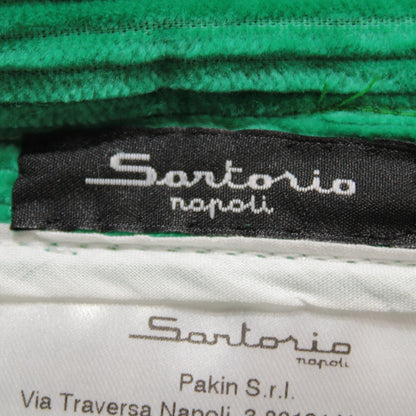 Sartorio
napoli
Sartorio
napoli
Pakin S.r.l.
Via Traversa Napoli, 3